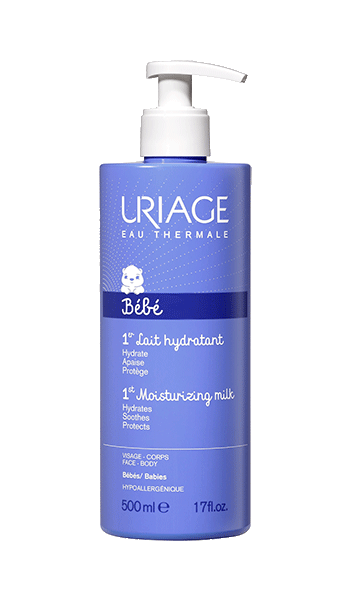 URIAGE
EAU THERMALE
Bébé
1er Lait hydratant
Hydrate
Apaise
Protège
1st Moisturizing milk
Hydrates
Soothes
Protects
VISAGE - CORPS
FACE - BODY
Bébés/ Babies
HYPOALLERGÉNIQUE
500 ml e 17fl.oz.